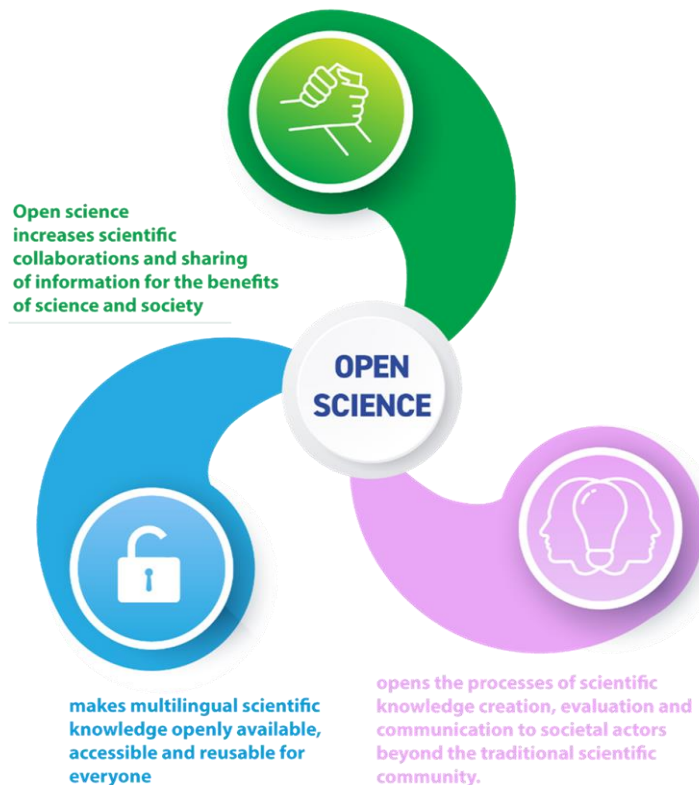 Open science
increases scientific
collaborations and sharing
of information for the benefits
of science and society
OPEN
SCIENCE
makes multilingual scientific
knowledge openly available,
accessible and reusable for
everyone
opens the processes of scientific
knowledge creation, evaluation and
communication to societal actors
beyond the traditional scientific
community.